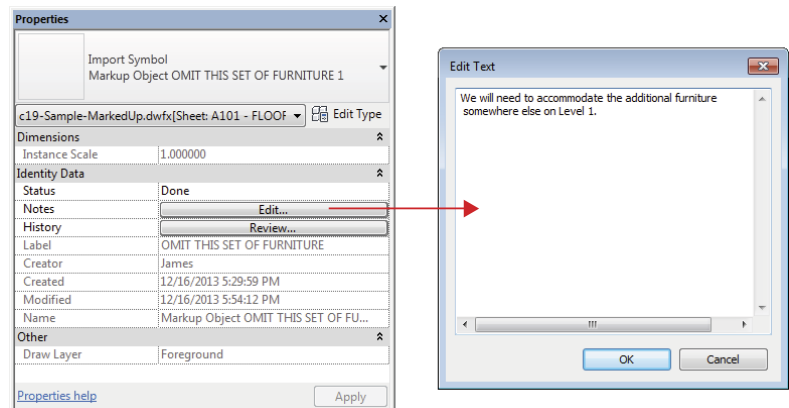 Properties
Import Symbol
Markup Object OMIT THIS SET OF FURNITURE 1
c19-Sample-MarkedUp.dwfx[Sheet: A101 - FLOOF
Edit Type
Dimensions
Instance Scale 1.000000
Identity Data
Status Done
Notes Edit...
History Review...
Label OMIT THIS SET OF FURNITURE
Creator James
Created 12/16/2013 5:29:59 PM
Modified 12/16/2013 5:54:12 PM
Name Markup Object OMIT THIS SET OF FU...
Other
Draw Layer Foreground
Properties help
Apply
Edit Text
We will need to accommodate the additional furniture
somewhere else on Level 1.
OK
Cancel